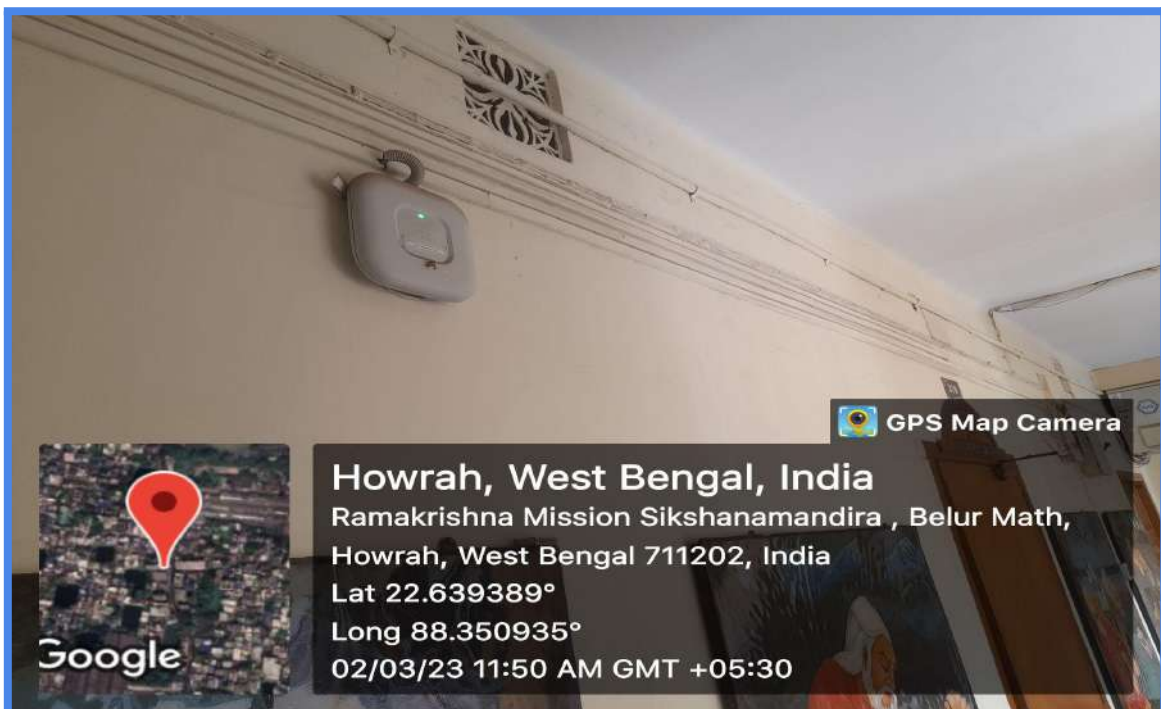 GPS Map Camera
Howrah, West Bengal, India
Ramakrishna Mission Sikshanamandira , Belur Math,
Howrah, West Bengal 711202, India
Lat 22.639389°
Long 88.350935°
02/03/23 11:50 AM GMT +05:30
Google